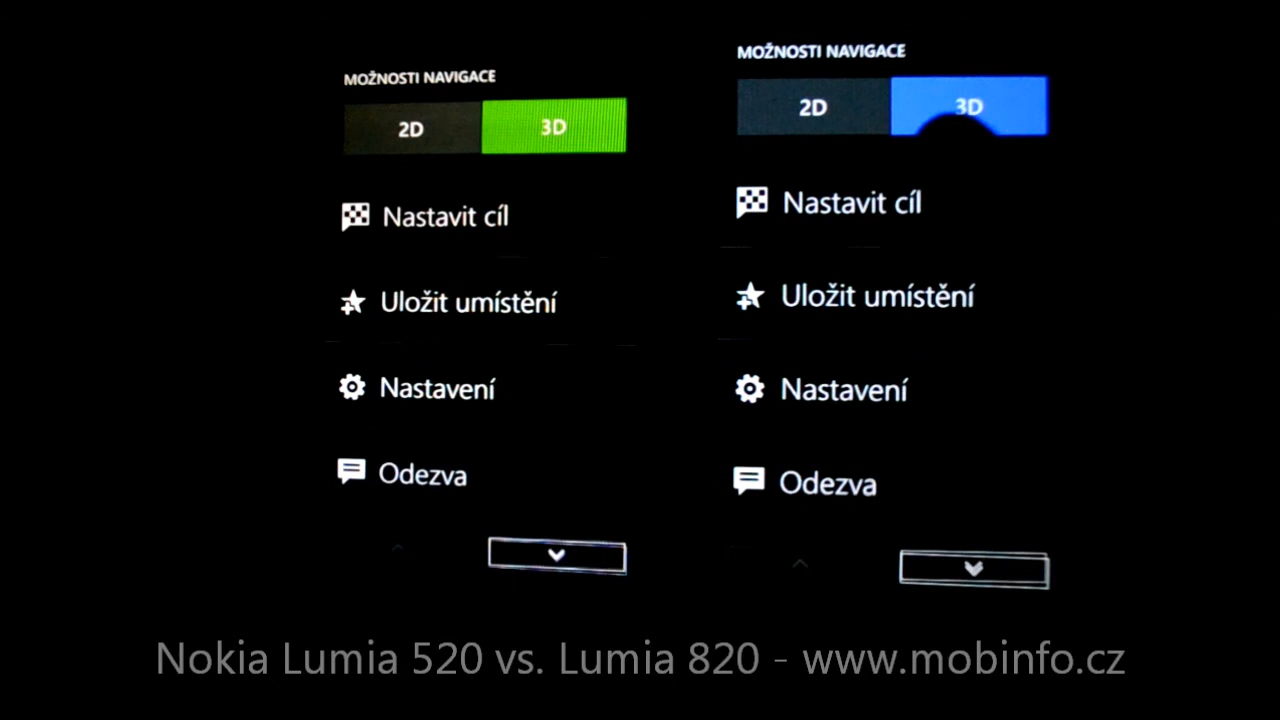 MOŽNOSTI NAVIGACE
2D 3D
Nastavit cíl
Uložit umístění
Nastavení
Odezva
MOŽNOSTI NAVIGACE
2D 3D
Nastavit cíl
Uložit umístění
Nastavení
Odezva
Nokia Lumia 520 vs. Lumia 820 - www.mobinfo.cz